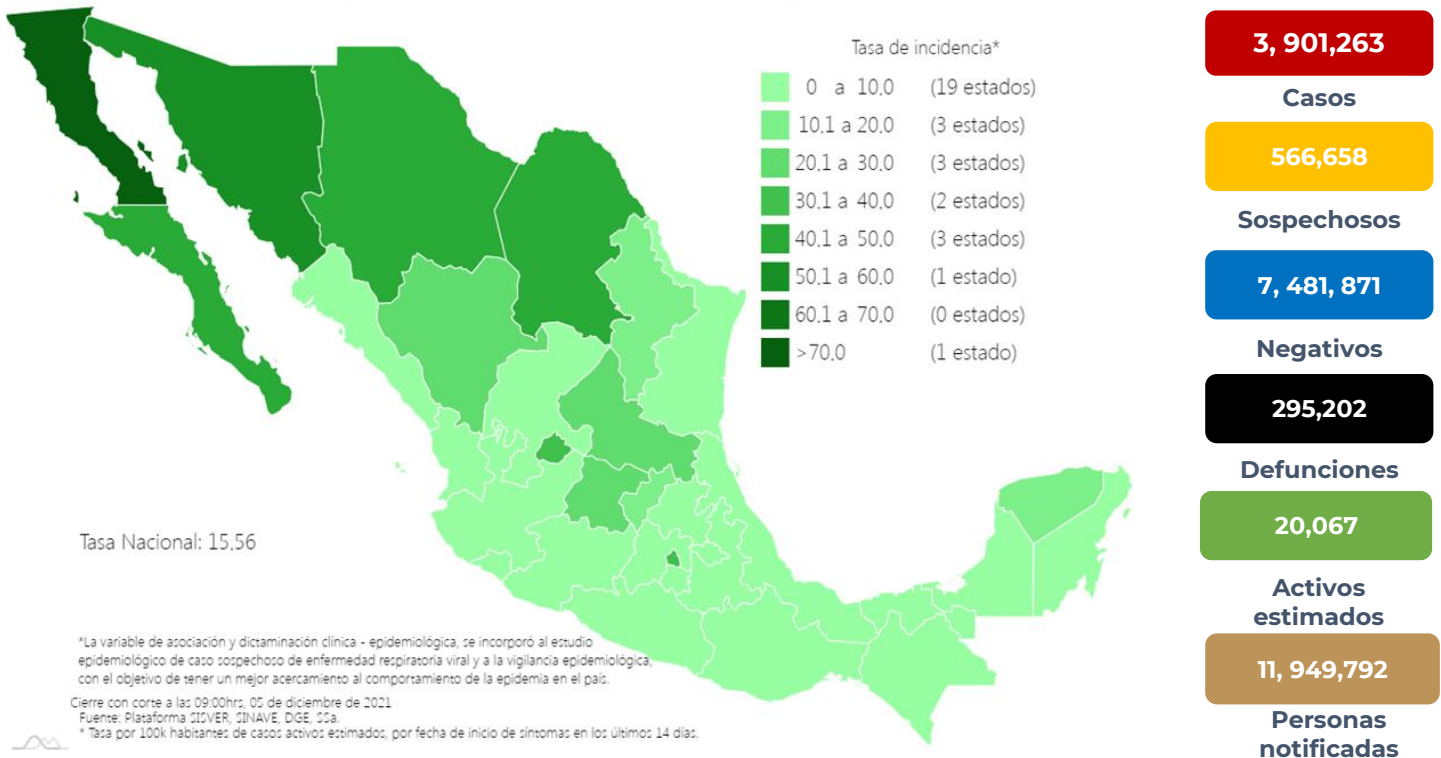 Tasa de incidencia*
0 a 10,0 (19 estados)
10,1 a 20,0 (3 estados)
20,1 a 30,0 (3 estados)
30,1 a 40,0 (2 estados)
40,1 a 50,0 (3 estados)
50,1 a 60,0 (1 estado)
60,1 a 70,0 (0 estados)
>70,0 (1 estado)
Tasa Nacional: 15,56
*La variable de asociación y dictaminación clínica - epidemiológica, se incorporó al estudio
epidemiológico de caso sospechoso de enfermedad respiratoria viral y a la vigilancia epidemiológica,
con el objetivo de tener un mejor acercamiento al comportamiento de la epidemia en el país.
Cierre con corte a las 09:00hrs, 05 de diciembre de 2021
Fuente: Plataforma SISVER, SINAVE, DGE, SSa.
* Tasa por 100k habitantes de casos activos estimados, por fecha de inicio de síntomas en los últimos 14 días.
3, 901,263
Casos
566,658
Sospechosos
7, 481, 871
Negativos
295,202
Defunciones
20,067
Activos
estimados
11, 949,792
Personas
notificadas